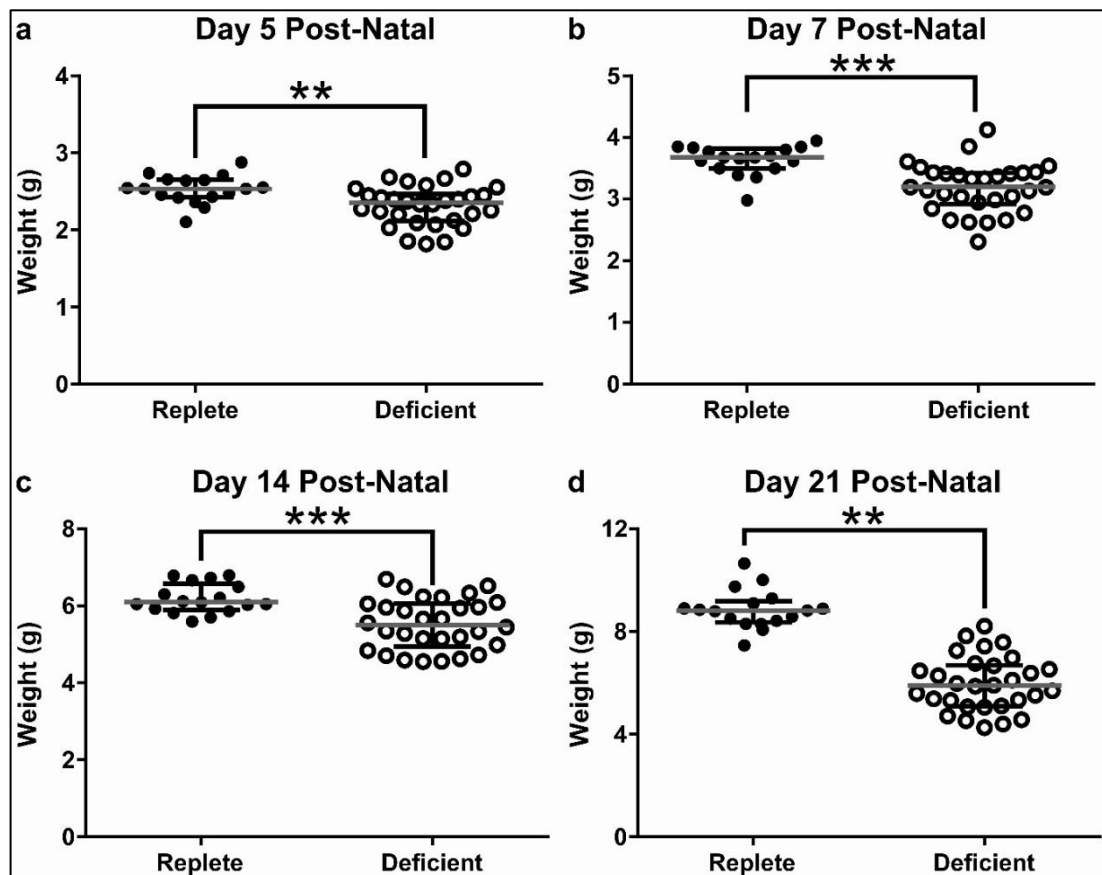 a Day 5 Post-Natal
**
Weight (g)
4
3
2
1
0
Replete Deficient
b Day 7 Post-Natal
***
Weight (g)
5
4
3
2
1
0
Replete Deficient
c Day 14 Post-Natal
***
Weight (g)
8
6
4
2
0
Replete Deficient
d Day 21 Post-Natal
**
Weight (g)
12
8
4
0
Replete Deficient